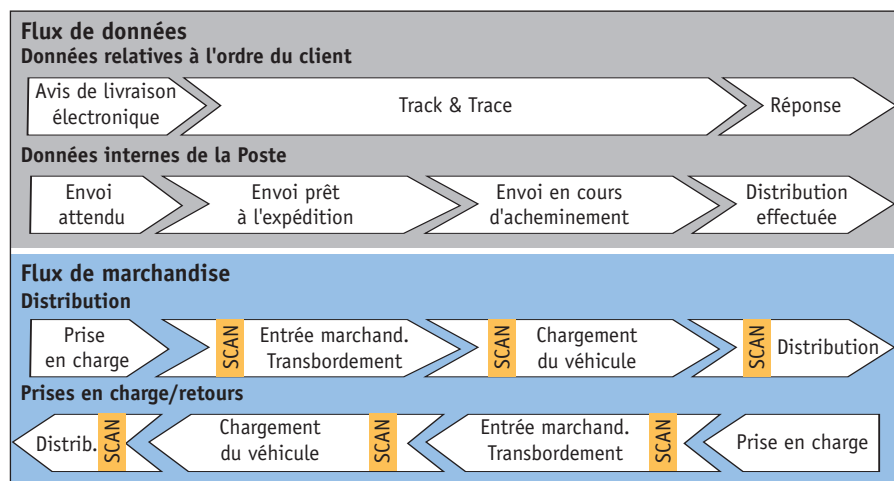 Flux de données
Données relatives à l'ordre du client
Avis de livraison
électronique
Track & Trace
Réponse
Données internes de la Poste
Envoi
attendu
Envoi prêt
à l'expédition
Envoi en cours
d'acheminement
Distribution
effectuée
Flux de marchandise
Distribution
Prise
en charge
SCAN
Entrée marchand.
Transbordement
SCAN
Chargement
du véhicule
SCAN
Distribution
Prises en charge/retours
Distrib.
SCAN
Chargement
du véhicule
SCAN
Entrée marchand.
Transbordement
SCAN
Prise en charge